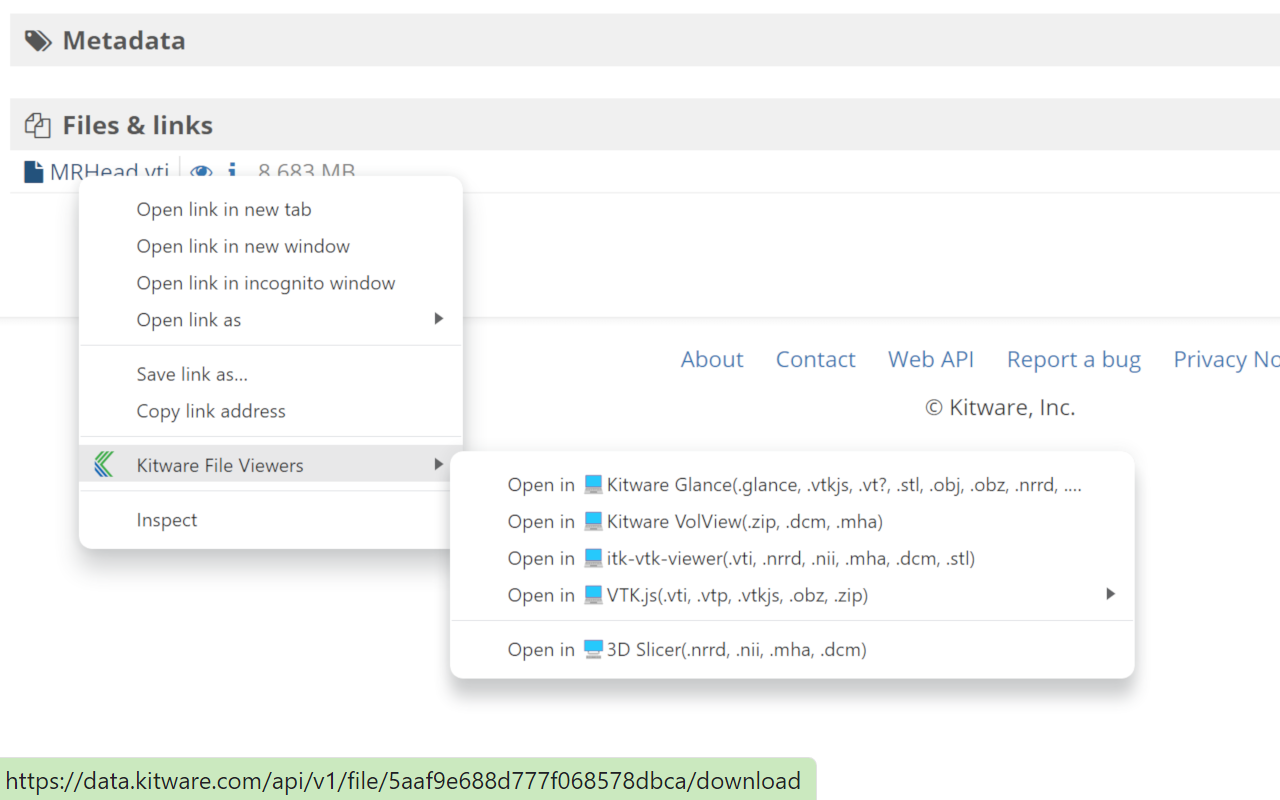 Metadata
Files & links
MRHead.vti 8.683 MB
Open link in new tab
Open link in new window
Open link in incognito window
Open link as
Save link as...
Copy link address
Kitware File Viewers
Inspect
About Contact Web API Report a bug Privacy No
© Kitware, Inc.
Open in Kitware Glance(.glance, .vtkjs, .vt?, .stl, .obj, .obz, .nrrd, ....
Open in Kitware VolView(.zip, .dcm, .mha)
Open in itk-vtk-viewer(.vti, .nrrd, .nii, .mha, .dcm, .stl)
Open in VTK.js(.vti, .vtp, .vtkjs, .obz, .zip)
Open in 3D Slicer(.nrrd, .nii, .mha, .dcm)
https://data.kitware.com/api/v1/file/5aaf9e688d777f068578dbca/download